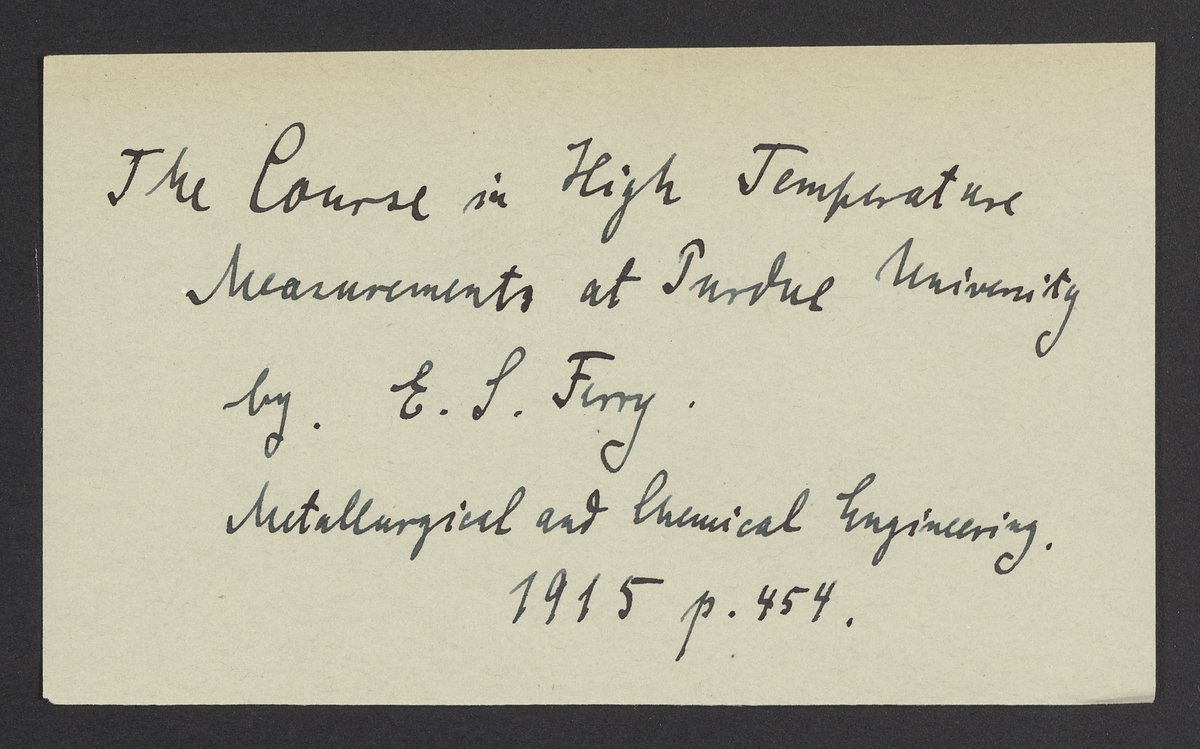 The Course in High Temperature
Measurements at Purdue University
by. E. S. Ferry.
Metallurgical and Chemical Engineering.
1915 p. 454.